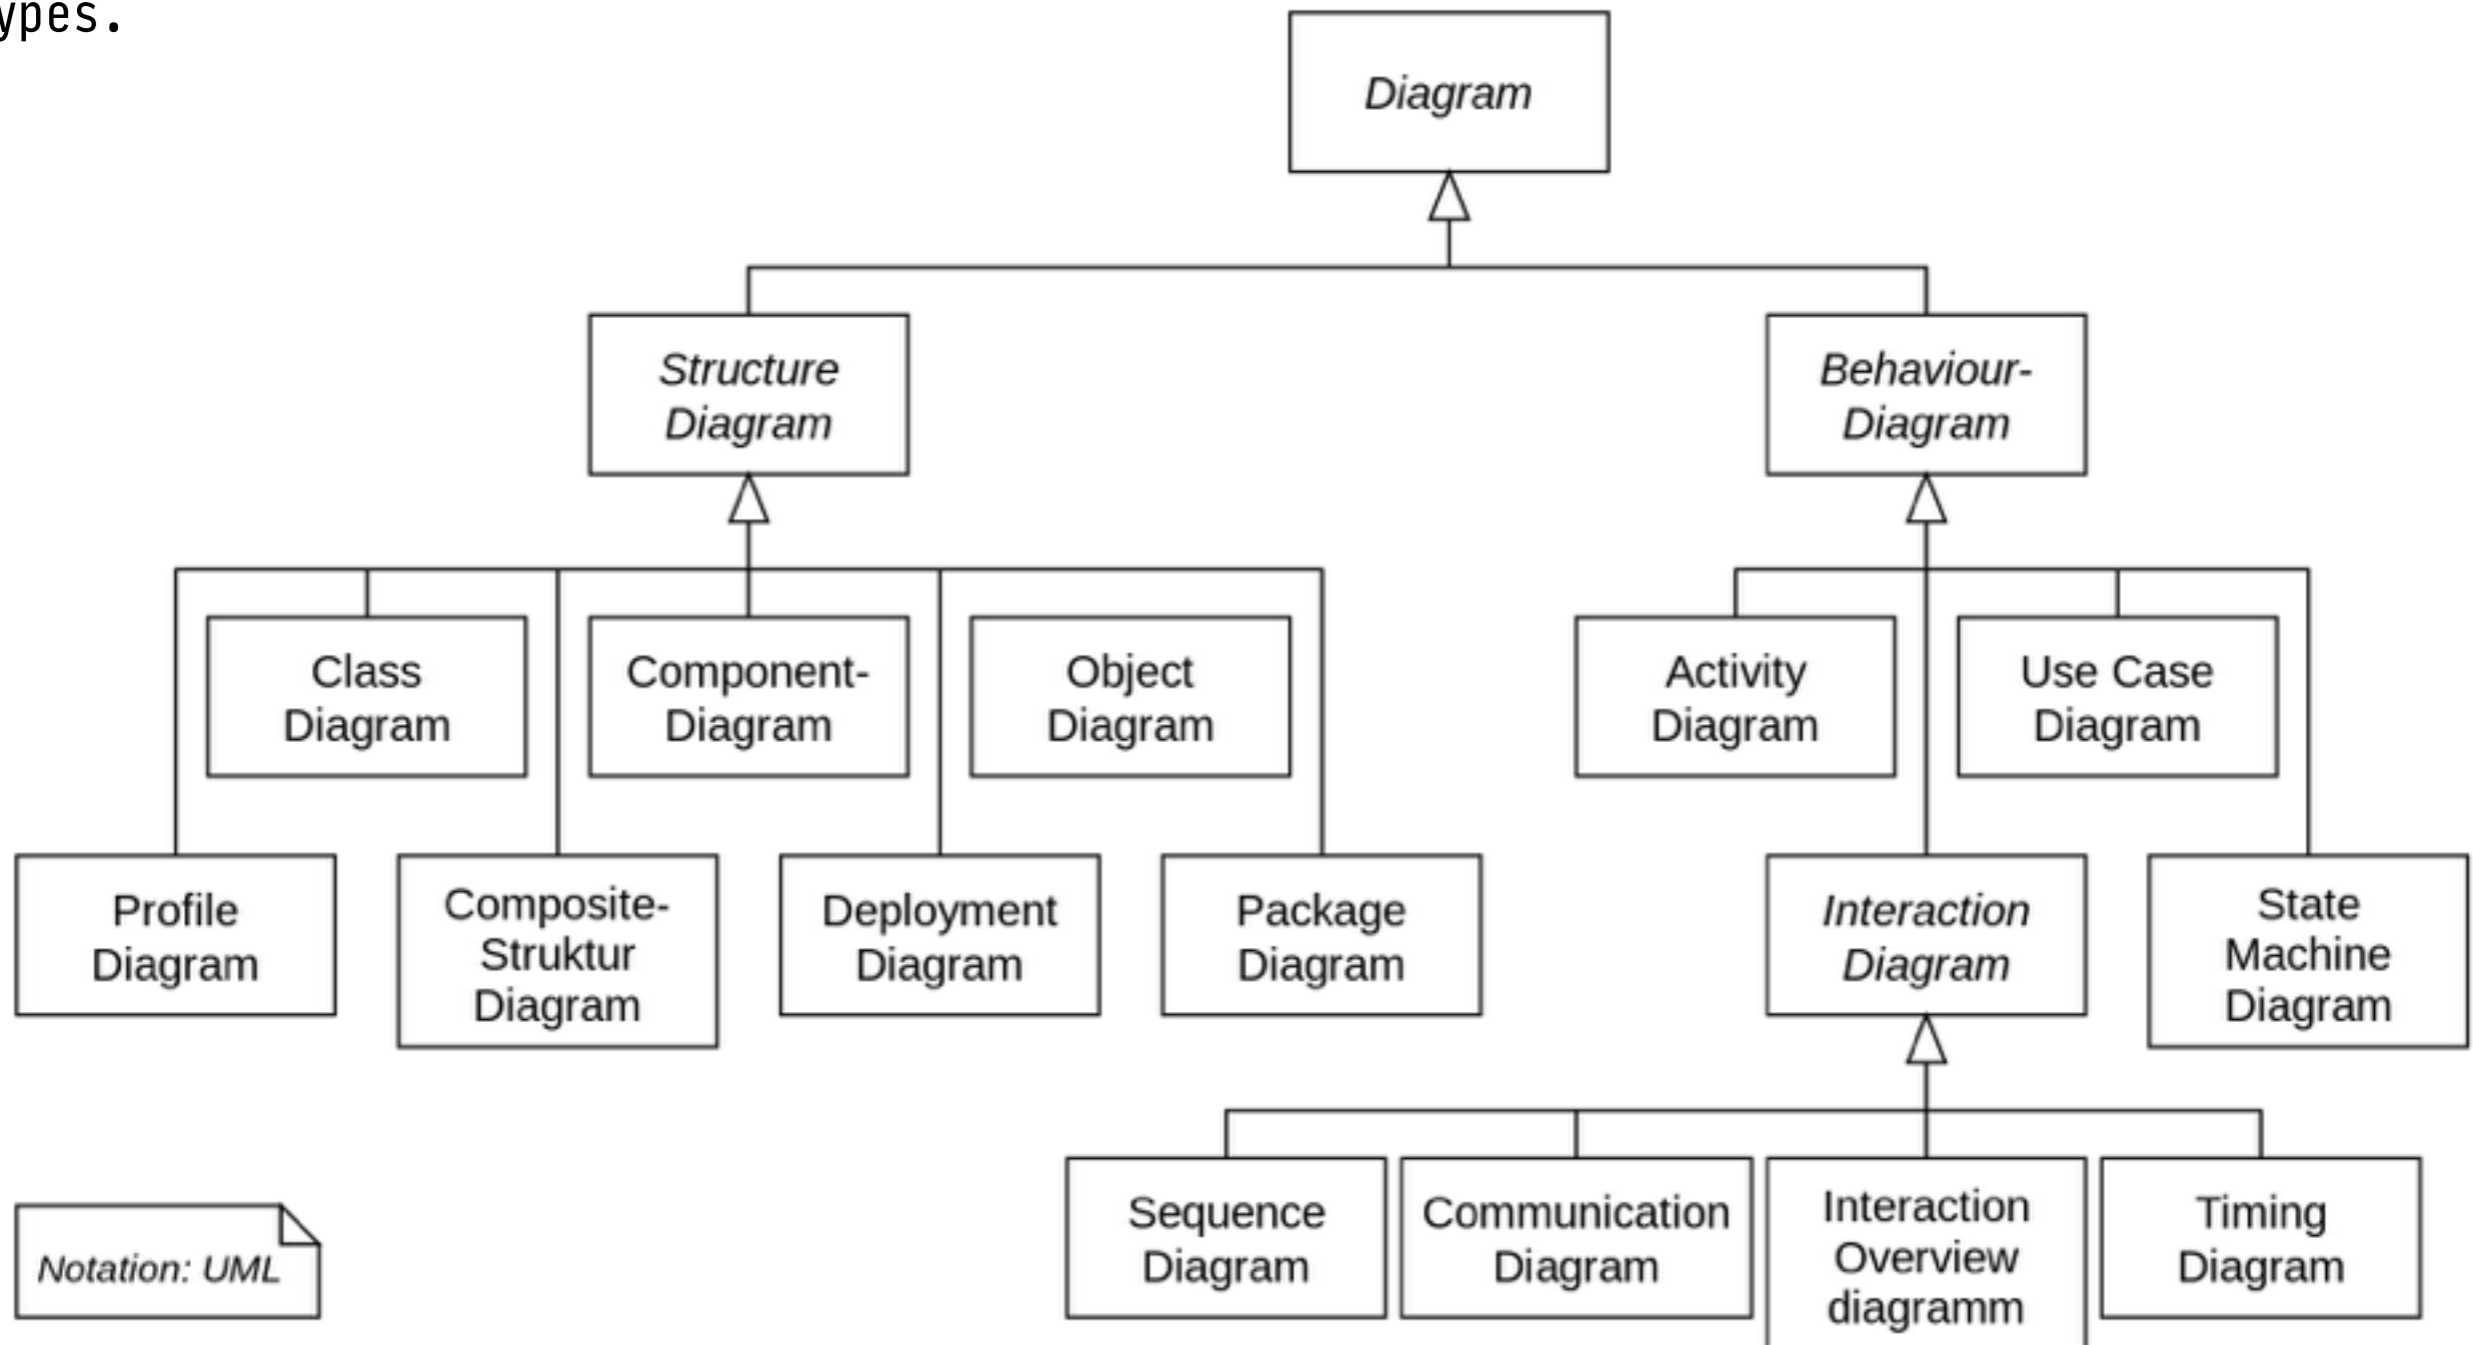 ypes.
Diagram
Structure
Diagram
Behaviour-
Diagram
Class
Diagram
Component-
Diagram
Object
Diagram
Activity
Diagram
Use Case
Diagram
Profile
Diagram
Composite-
Struktur
Diagram
Deployment
Diagram
Package
Diagram
Interaction
Diagram
State
Machine
Diagram
Sequence
Diagram
Communication
Diagram
Interaction
Overview
diagramm
Timing
Diagram
Notation: UML